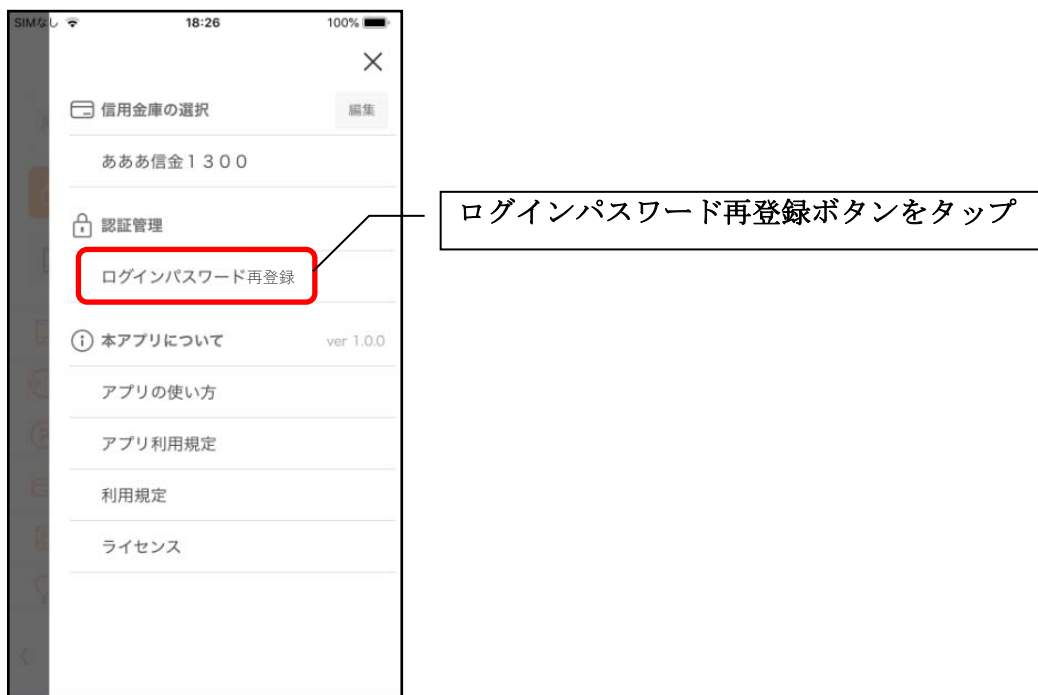 SIMなし 18:26 100%
信用金庫の選択 編集
あああ信金１３００
認証管理
ログインパスワード再登録ボタンをタップ
ログインパスワード再登録
本アプリについて ver 1.0.0
アプリの使い方
アプリ利用規定
利用規定
ライセンス